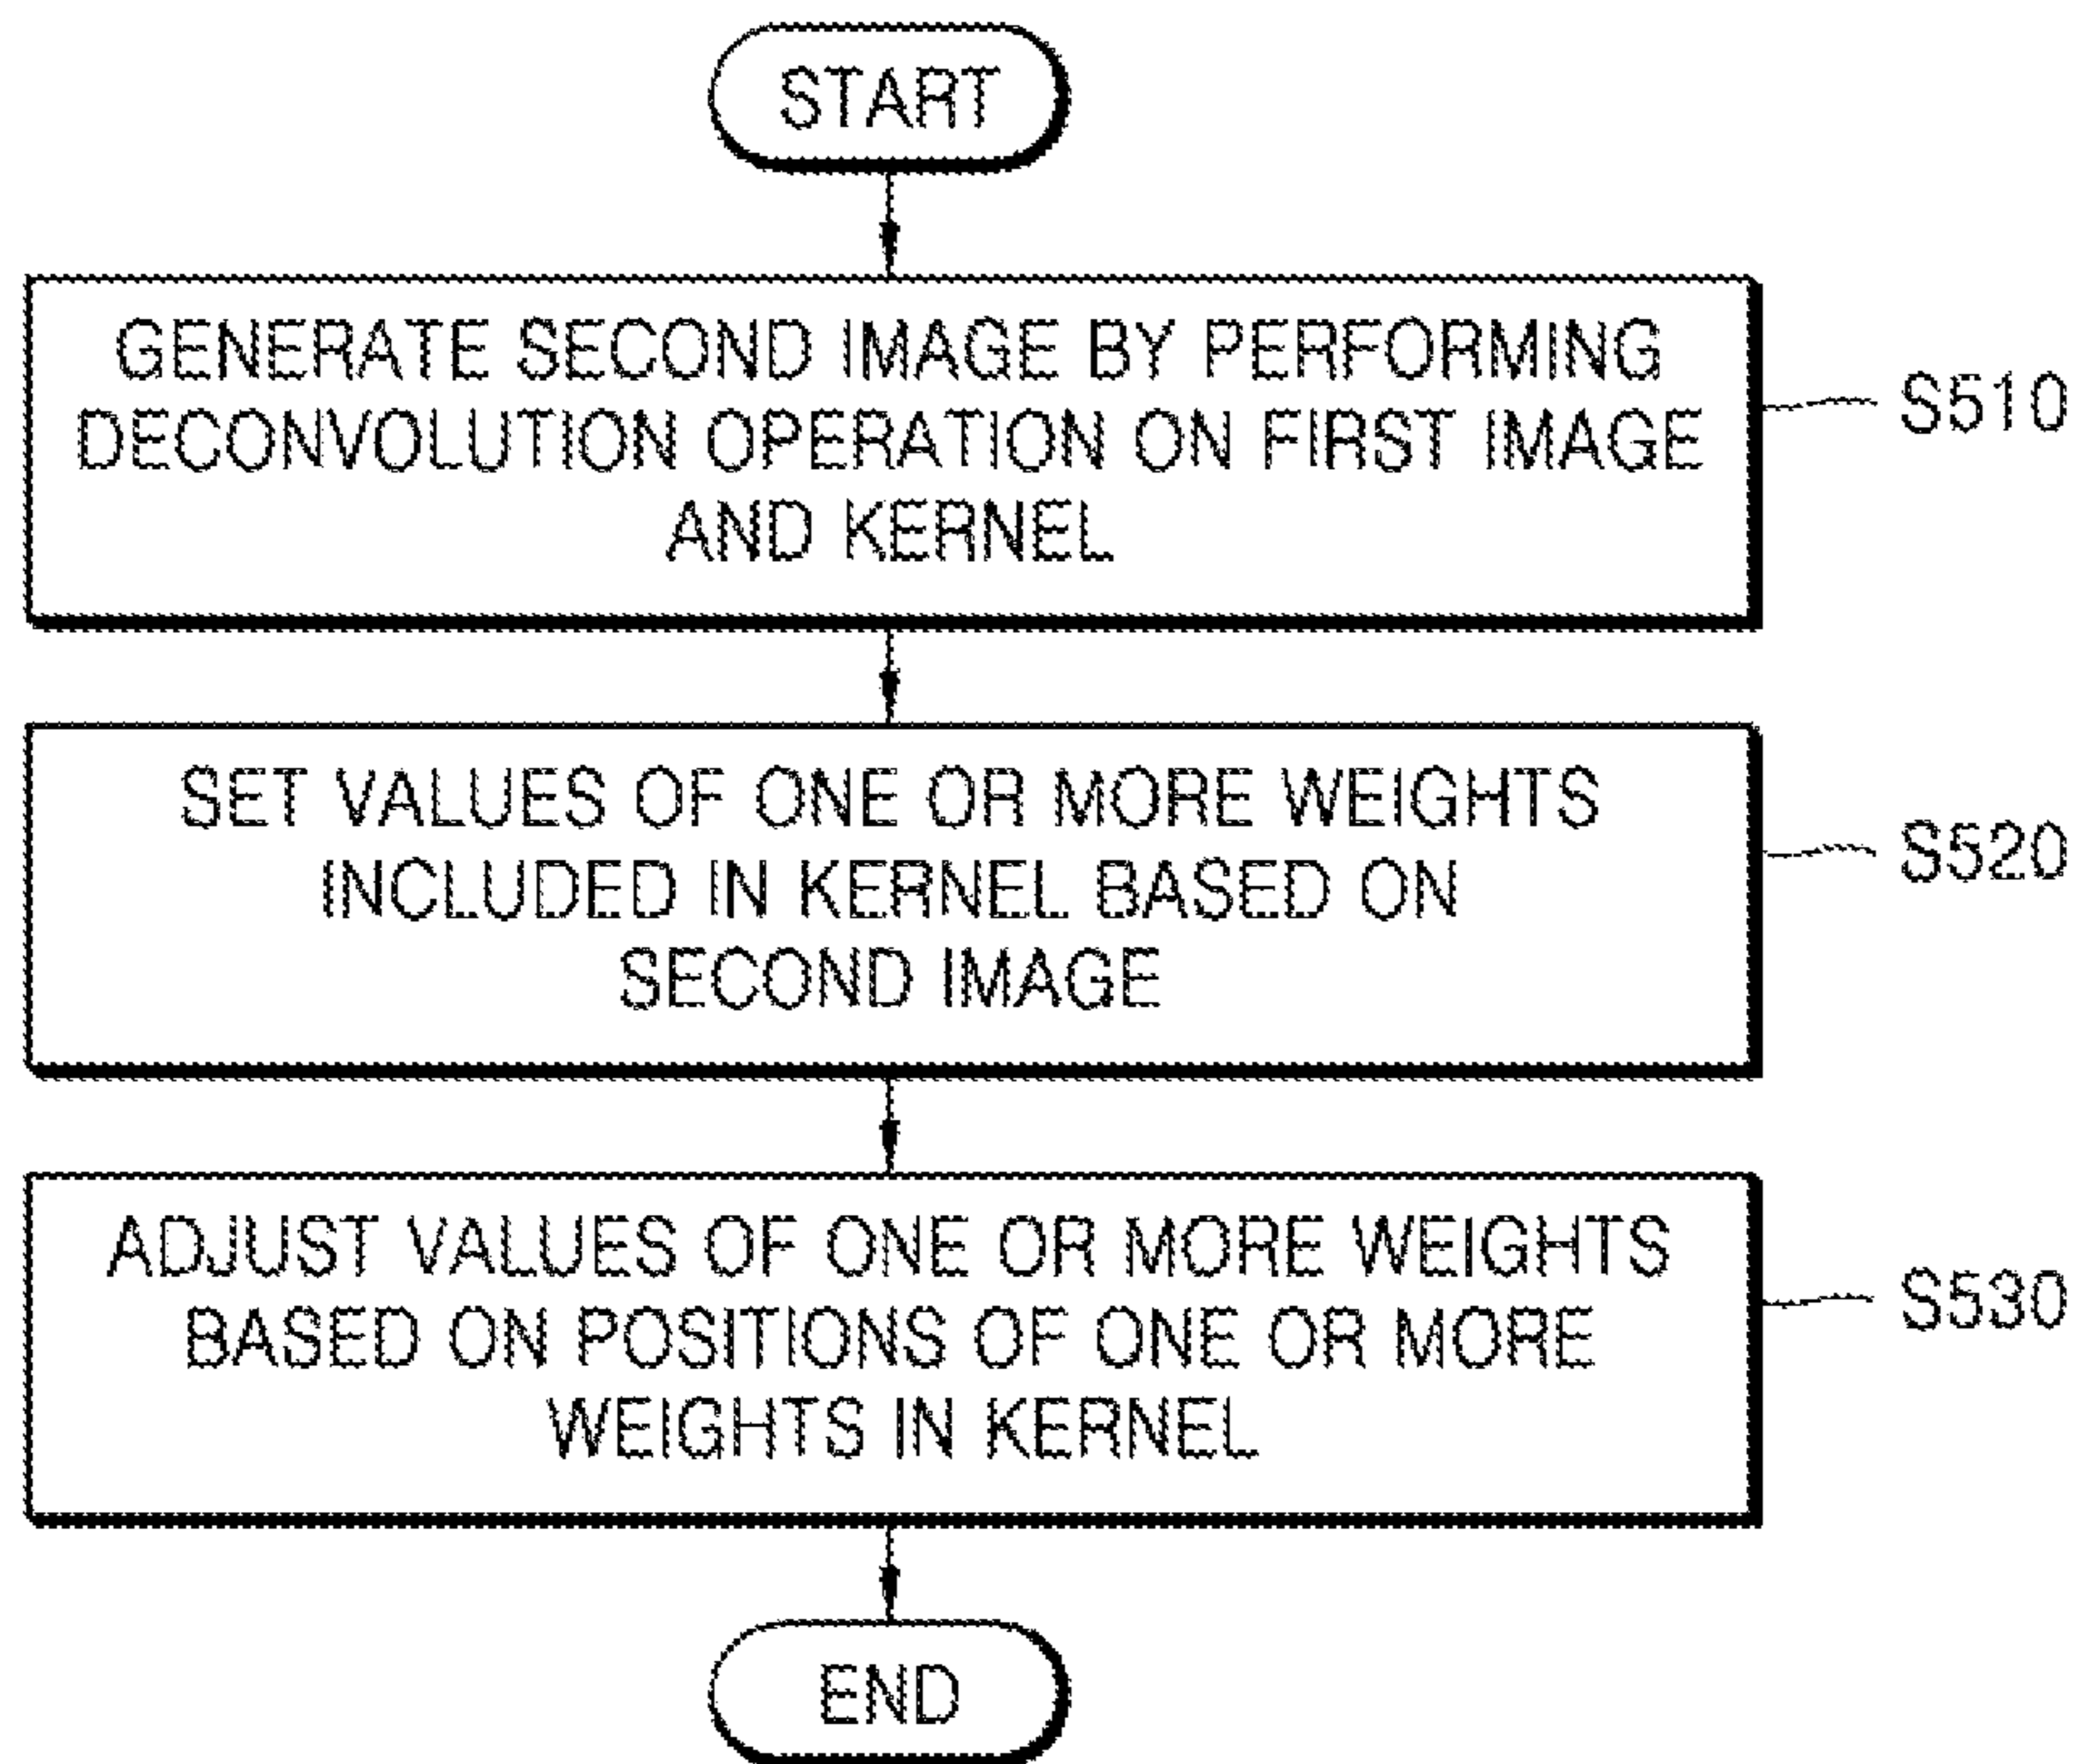 START
GENERATE SECOND IMAGE BY PERFORMING
DECONVOLUTION OPERATION ON FIRST IMAGE
AND KERNEL
S510
SET VALUES OF ONE OR MORE WEIGHTS
INCLUDED IN KERNEL BASED ON
SECOND IMAGE
S520
ADJUST VALUES OF ONE OR MORE WEIGHTS
BASED ON POSITIONS OF ONE OR MORE
WEIGHTS IN KERNEL
S530
END